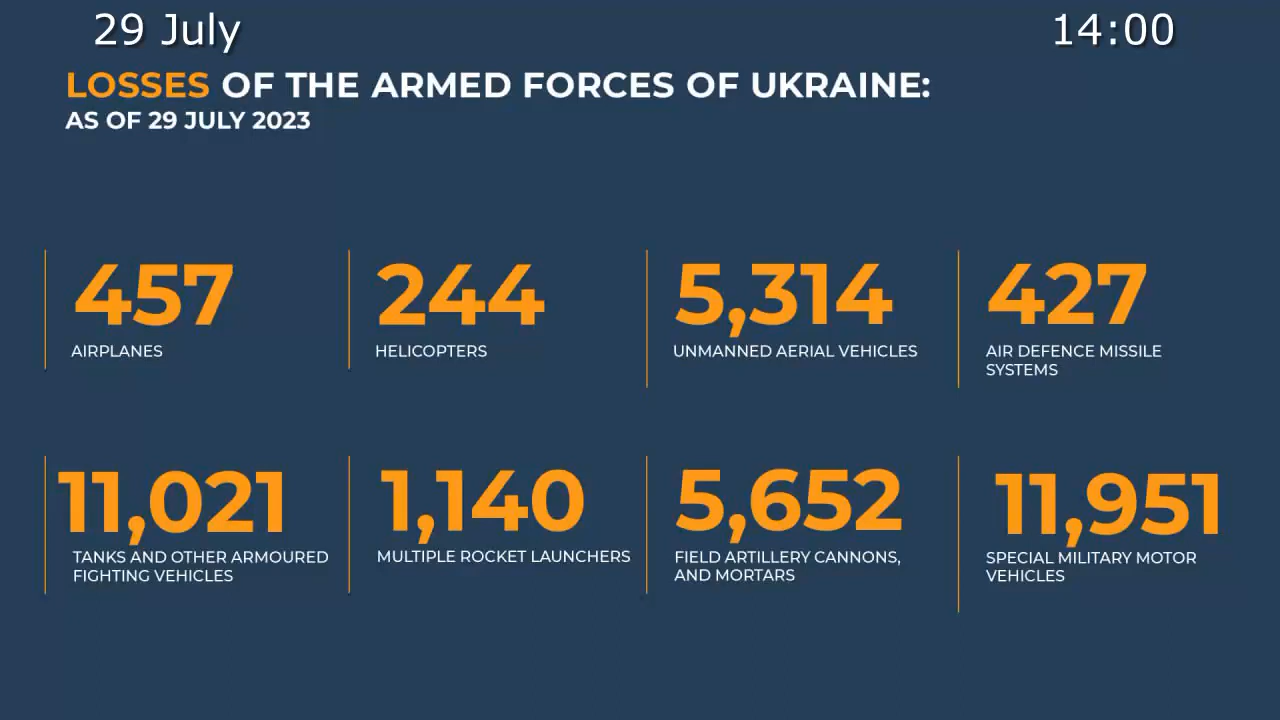 29 July 14:00
LOSSES OF THE ARMED FORCES OF UKRAINE:
AS OF 29 JULY 2023
457
AIRPLANES
244
HELICOPTERS
5,314
UNMANNED AERIAL VEHICLES
427
AIR DEFENCE MISSILE
SYSTEMS
11,021
TANKS AND OTHER ARMOURED
FIGHTING VEHICLES
1,140
MULTIPLE ROCKET LAUNCHERS
5,652
FIELD ARTILLERY CANNONS,
AND MORTARS
11,951
SPECIAL MILITARY MOTOR
VEHICLES